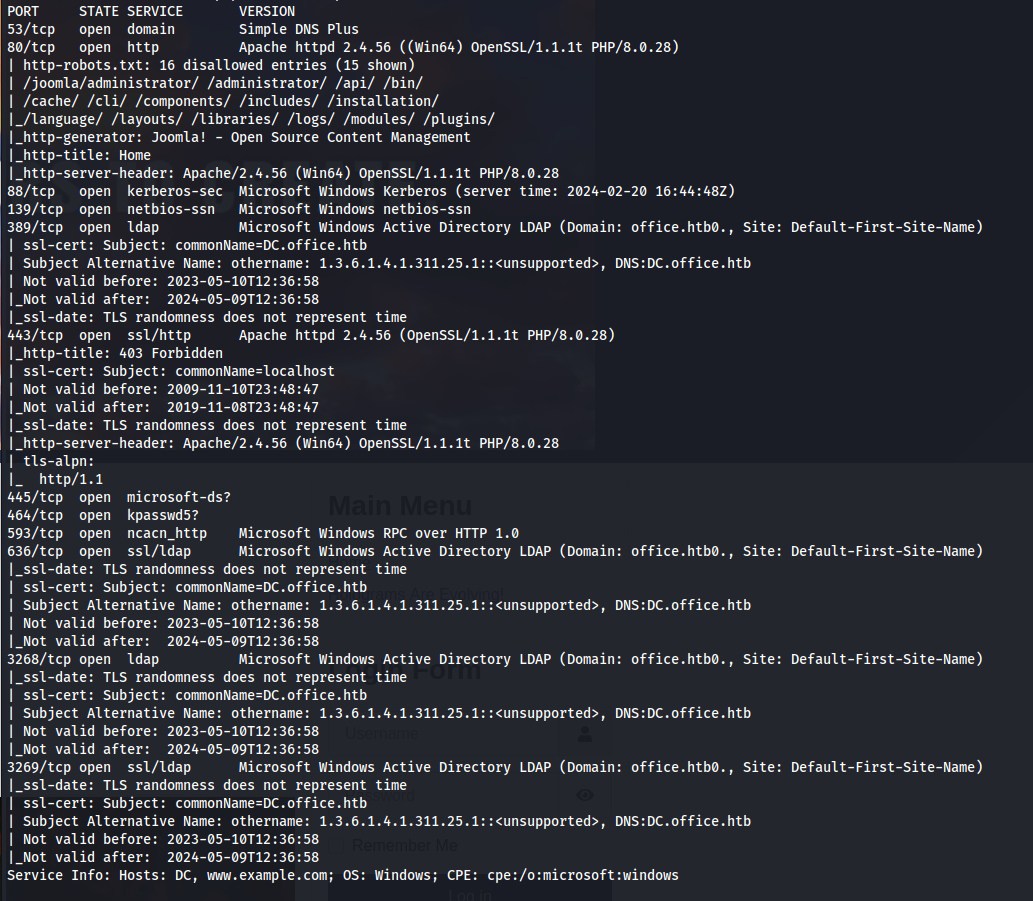 PORT     STATE SERVICE       VERSION
53/tcp   open  domain        Simple DNS Plus
80/tcp   open  http          Apache httpd 2.4.56 ((Win64) OpenSSL/1.1.1t PHP/8.0.28)
| http-robots.txt: 16 disallowed entries (15 shown)
| /joomla/administrator/ /administrator/ /api/ /bin/
| /cache/ /cli/ /components/ /includes/ /installation/
|_/language/ /layouts/ /libraries/ /logs/ /modules/ /plugins/
|_http-generator: Joomla! - Open Source Content Management
|_http-title: Home
|_http-server-header: Apache/2.4.56 (Win64) OpenSSL/1.1.1t PHP/8.0.28
88/tcp   open  kerberos-sec  Microsoft Windows Kerberos (server time: 2024-02-20 16:44:48Z)
139/tcp  open  netbios-ssn   Microsoft Windows netbios-ssn
389/tcp  open  ldap          Microsoft Windows Active Directory LDAP (Domain: office.htb0., Site: Default-First-Site-Name)
| ssl-cert: Subject: commonName=DC.office.htb
| Subject Alternative Name: othername: 1.3.6.1.4.1.311.25.1::<unsupported>, DNS:DC.office.htb
| Not valid before: 2023-05-10T12:36:58
|_Not valid after:  2024-05-09T12:36:58
|_ssl-date: TLS randomness does not represent time
443/tcp  open  ssl/http      Apache httpd 2.4.56 (OpenSSL/1.1.1t PHP/8.0.28)
|_http-title: 403 Forbidden
| ssl-cert: Subject: commonName=localhost
| Not valid before: 2009-11-10T23:48:47
|_Not valid after:  2019-11-08T23:48:47
|_ssl-date: TLS randomness does not represent time
|_http-server-header: Apache/2.4.56 (Win64) OpenSSL/1.1.1t PHP/8.0.28
| tls-alpn:
|_  http/1.1
445/tcp  open  microsoft-ds?
Main Menu
464/tcp  open  kpasswd5?
593/tcp  open  ncacn_http    Microsoft Windows RPC over HTTP 1.0
636/tcp  open  ssl/ldap      Microsoft Windows Active Directory LDAP (Domain: office.htb0., Site: Default-First-Site-Name)
|_ssl-date: TLS randomness does not represent time
| ssl-cert: Subject: commonName=DC.office.htb
Are Evolving!
| Subject Alternative Name: othername: 1.3.6.1.4.1.311.25.1::<unsupported>, DNS:DC.office.htb
| Not valid before: 2023-05-10T12:36:58
|_Not valid after:  2024-05-09T12:36:58
3268/tcp open  ldap          Microsoft Windows Active Directory LDAP (Domain: office.htb0., Site: Default-First-Site-Name)
Form
|_ssl-date: TLS randomness does not represent time
| ssl-cert: Subject: commonName=DC.office.htb
| Subject Alternative Name: othername: 1.3.6.1.4.1.311.25.1::<unsupported>, DNS:DC.office.htb
| Not valid before: 2023-05-10T12:36:58
Username
|_Not valid after:  2024-05-09T12:36:58
3269/tcp open  ssl/ldap      Microsoft Windows Active Directory LDAP (Domain: office.htb0., Site: Default-First-Site-Name)
|_ssl-date: TLS randomness does not represent time
| ssl-cert: Subject: commonName=DC.office.htb
| Subject Alternative Name: othername: 1.3.6.1.4.1.311.25.1::<unsupported>, DNS:DC.office.htb
| Not valid before: 2023-05-10T12:36:58
Remember Me
|_Not valid after:  2024-05-09T12:36:58
Service Info: Hosts: DC, www.example.com; OS: Windows; CPE: cpe:/o:microsoft:windows
Log in